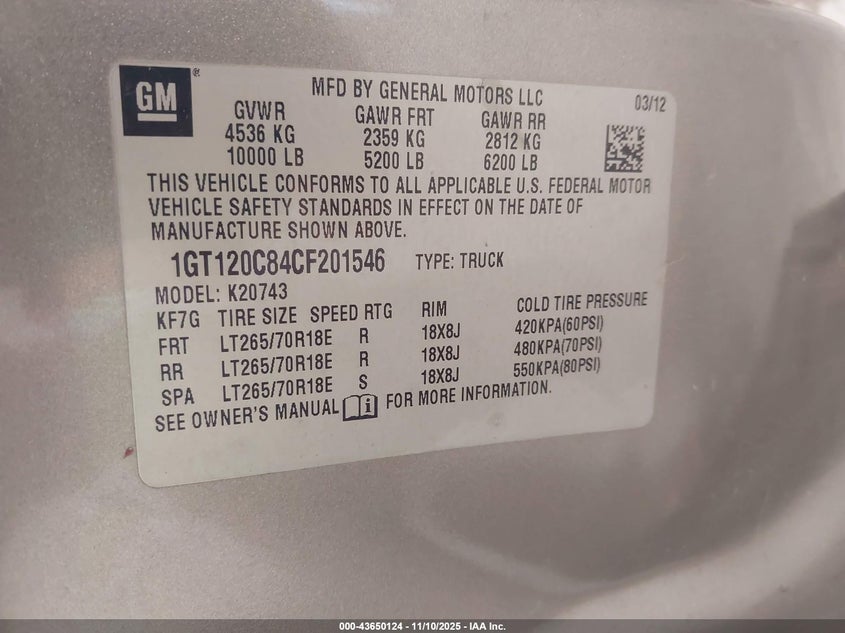 GM ®
MFD BY GENERAL MOTORS LLC 03/12
GVWR GAWR FRT GAWR RR
4536 KG 2359 KG 2812 KG
10000 LB 5200 LB 6200 LB
THIS VEHICLE CONFORMS TO ALL APPLICABLE U.S. FEDERAL MOTOR
VEHICLE SAFETY STANDARDS IN EFFECT ON THE DATE OF
MANUFACTURE SHOWN ABOVE.
1GT120C84CF201546 TYPE: TRUCK
MODEL: K20743
KF7G TIRE SIZE SPEED RTG RIM COLD TIRE PRESSURE
FRT LT265/70R18E R 18X8J 420KPA(60PSI)
RR LT265/70R18E R 18X8J 480KPA(70PSI)
SPA LT265/70R18E S 18X8J 550KPA(80PSI)
SEE OWNER'S MANUAL i FOR MORE INFORMATION.
000-43650124 - 11/10/2025 - IAA Inc.